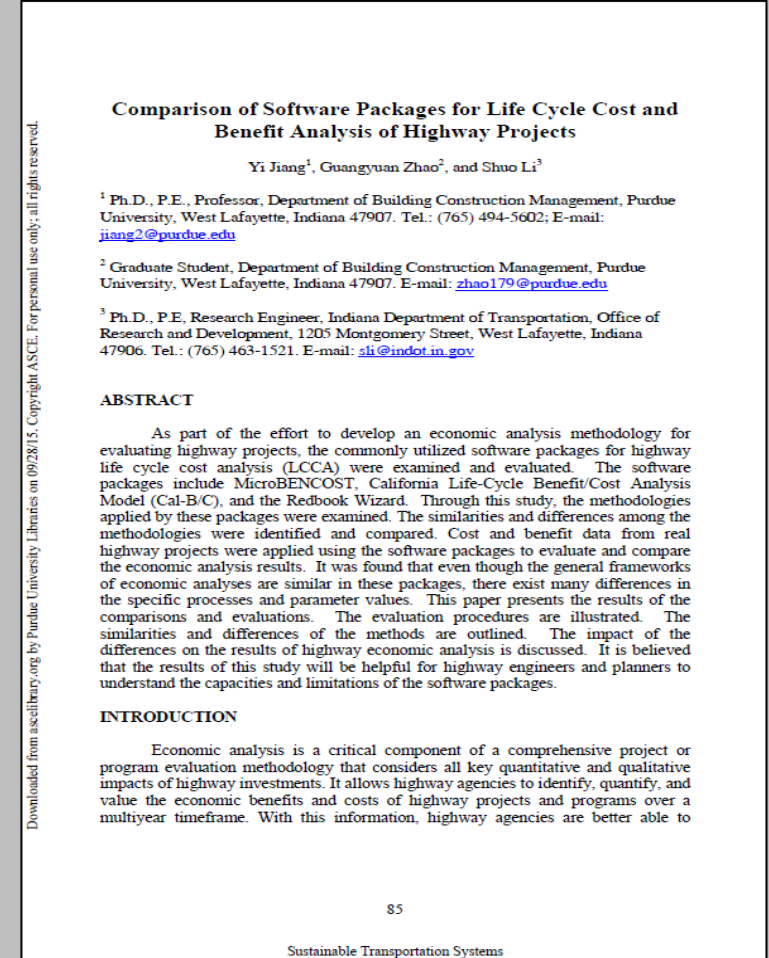 Comparison of Software Packages for Life Cycle Cost and
Benefit Analysis of Highway Projects
Yi Jiang1, Guangyuan Zhao2, and Shuo Li3
1 Ph.D., P.E., Professor, Department of Building Construction Management, Purdue
University, West Lafayette, Indiana 47907. Tel.: (765) 494-5602; E-mail:
jiang2@purdue.edu
2 Graduate Student, Department of Building Construction Management, Purdue
University, West Lafayette, Indiana 47907. E-mail: zhao179@purdue.edu
3 Ph.D., P.E, Research Engineer, Indiana Department of Transportation, Office of
Research and Development, 1205 Montgomery Street, West Lafayette, Indiana
47906. Tel.: (765) 463-1521. E-mail: sli@indot.in.gov
ABSTRACT
As part of the effort to develop an economic analysis methodology for
evaluating highway projects, the commonly utilized software packages for highway
life cycle cost analysis (LCCA) were examined and evaluated. The software
packages include MicroBENCOST, California Life-Cycle Benefit/Cost Analysis
Model (Cal-B/C), and the Redbook Wizard. Through this study, the methodologies
applied by these packages were examined. The similarities and differences among the
methodologies were identified and compared. Cost and benefit data from real
highway projects were applied using the software packages to evaluate and compare
the economic analysis results. It was found that even though the general frameworks
of economic analyses are similar in these packages, there exist many differences in
the specific processes and parameter values. This paper presents the results of the
comparisons and evaluations. The evaluation procedures are illustrated. The
similarities and differences of the methods are outlined. The impact of the
differences on the results of highway economic analysis is discussed. It is believed
that the results of this study will be helpful for highway engineers and planners to
understand the capacities and limitations of the software packages.
INTRODUCTION
Economic analysis is a critical component of a comprehensive project or
program evaluation methodology that considers all key quantitative and qualitative
impacts of highway investments. It allows highway agencies to identify, quantify, and
value the economic benefits and costs of highway projects and programs over a
multiyear timeframe. With this information, highway agencies are better able to
85
Sustainable Transportation Systems
Downloaded from ascelibrary.org by Purdue University Libraries on 09/28/15. Copyright ASCE. For personal use only; all rights reserved.